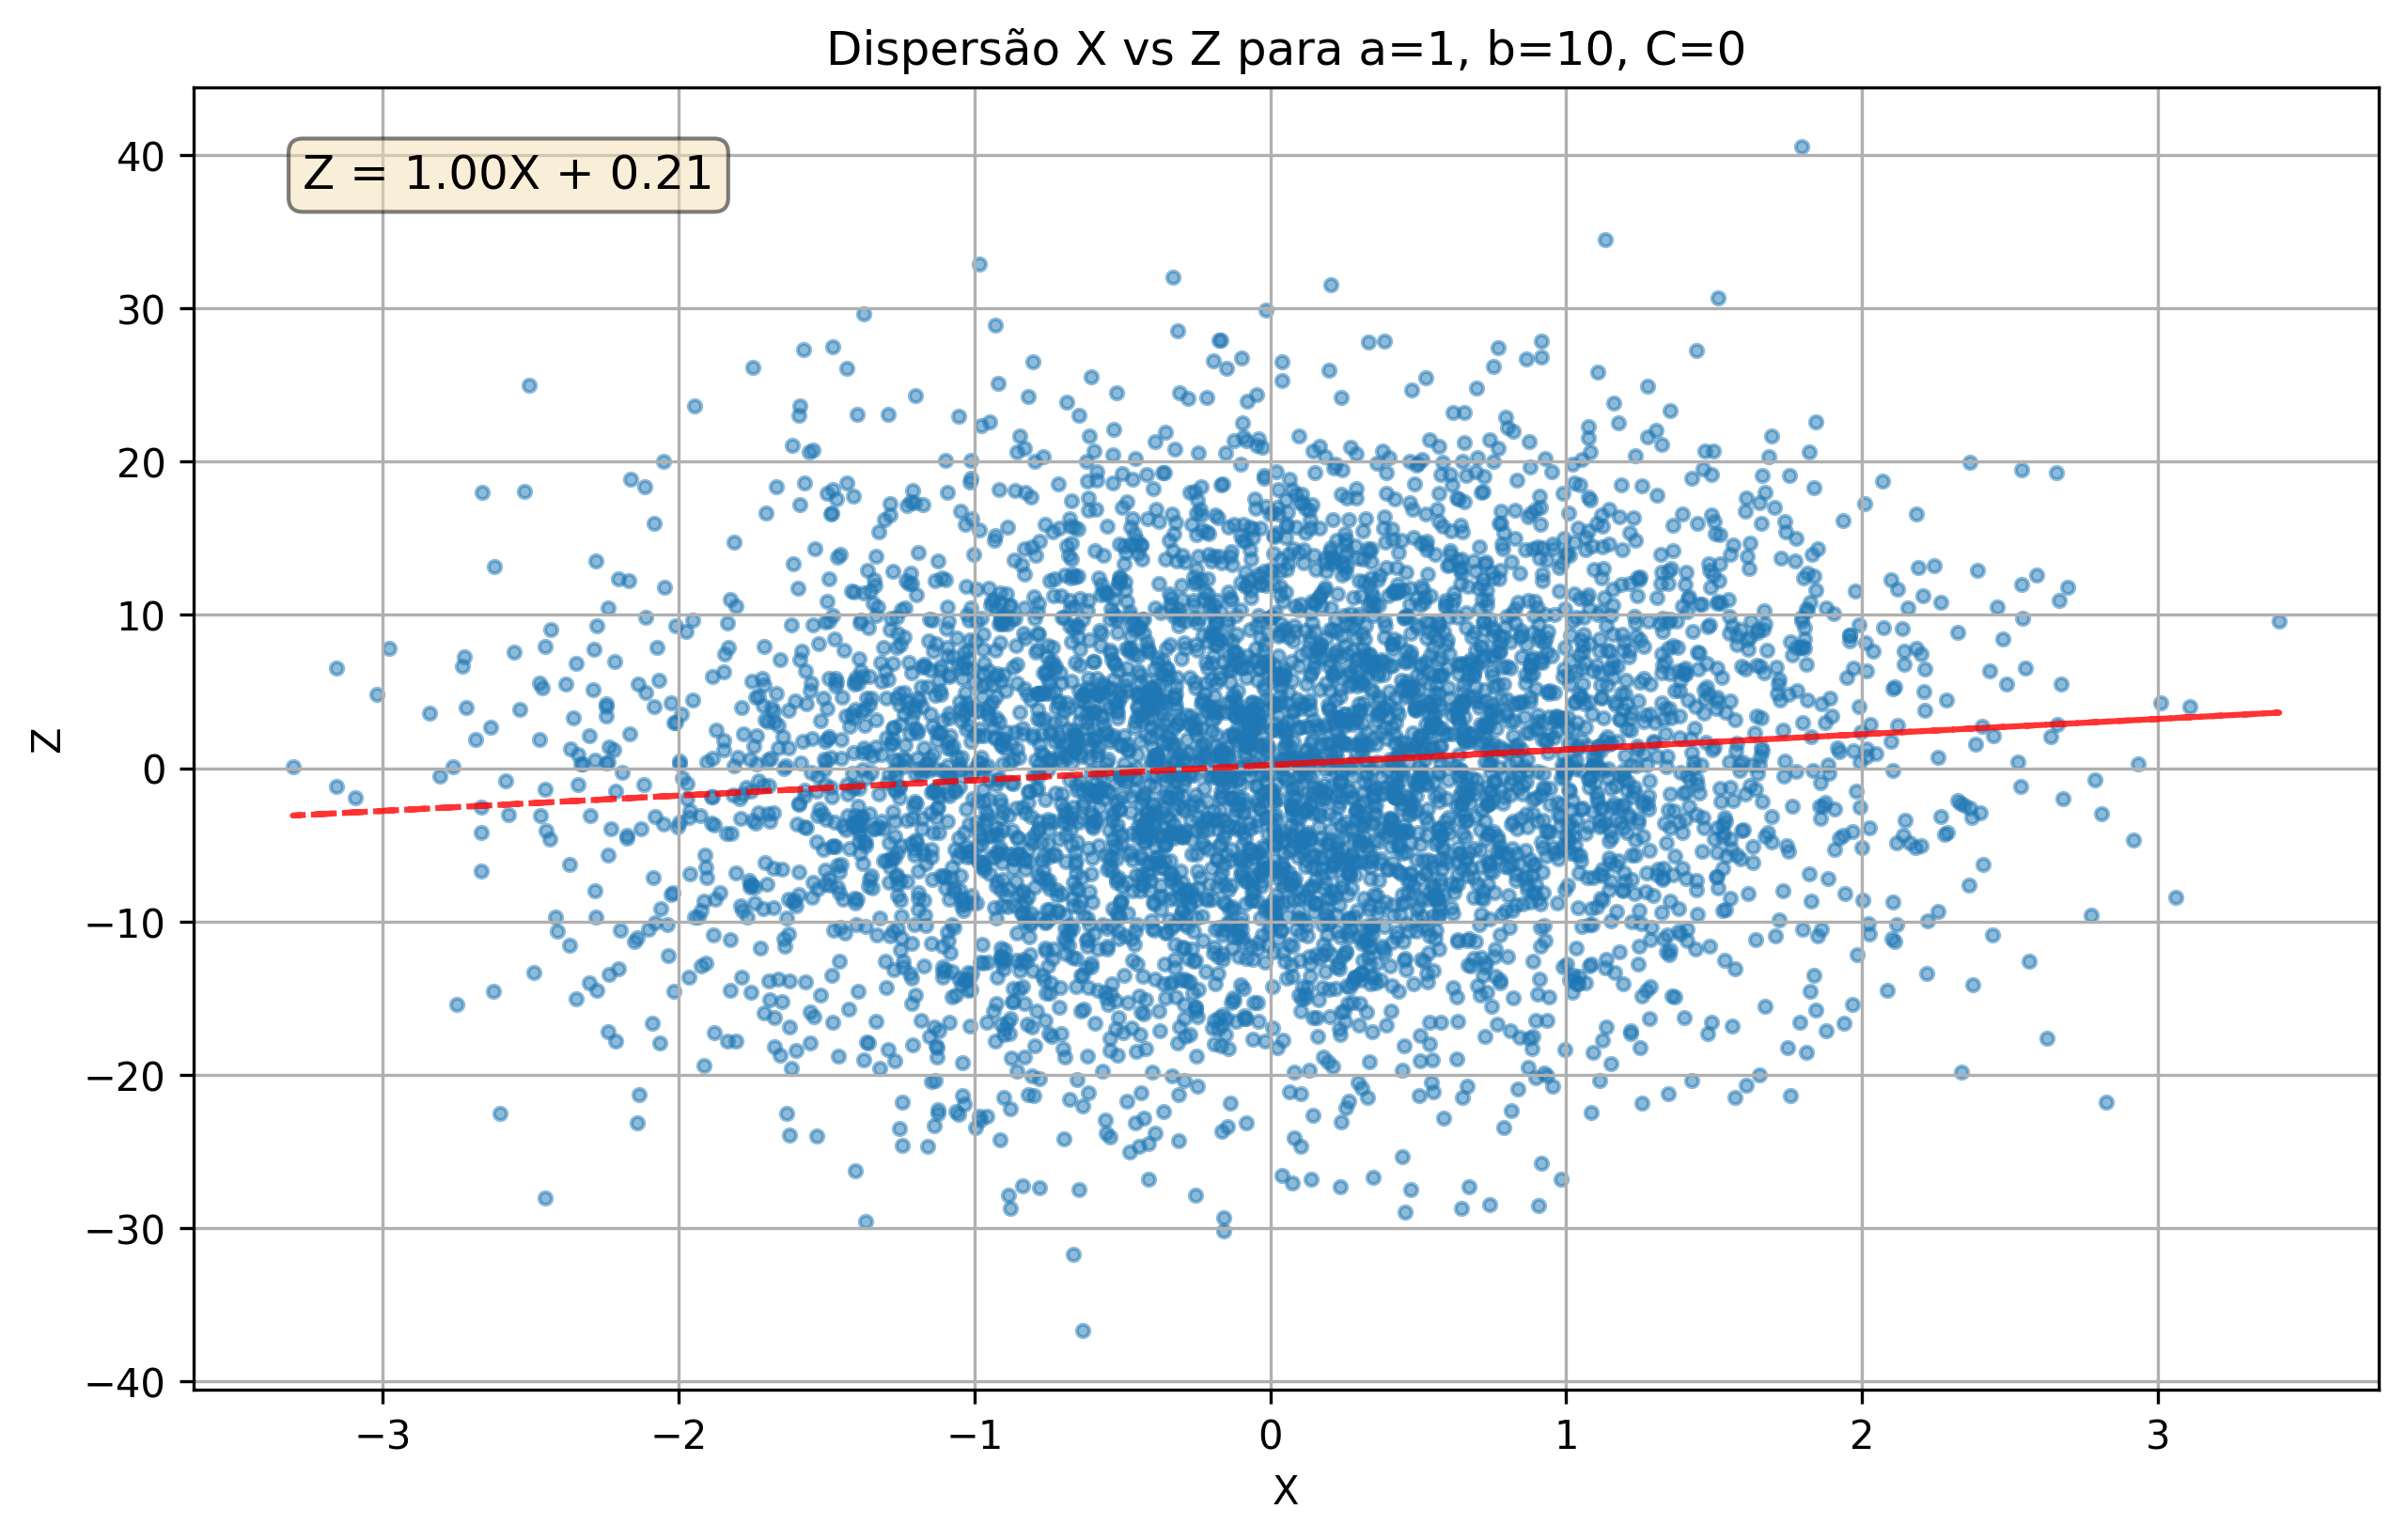 Dispersão X vs Z para a=1, b=10, C=0
Z = 1.00X + 0.21
Z
40
30
20
10
0
−10
−20
−30
−40
−3 −2 −1 0 1 2 3
X